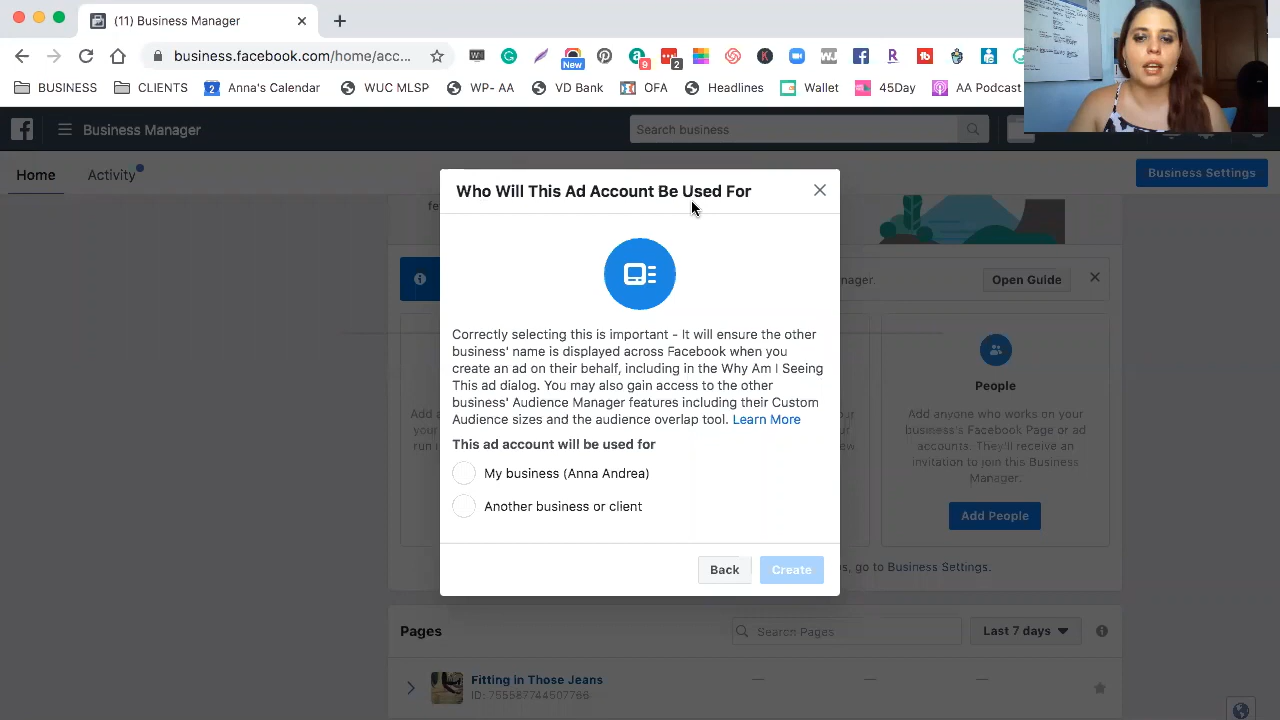 (11) Business Manager
business.facebook.com/home/acc...
New
9
2
BUSINESS
CLIENTS
2
Anna's Calendar
WUC MLSP
WP- AA
VD Bank
OFA
Headlines
Wallet
45Day
AA Podcast
Business Manager
Search business
Home
Activity
Business Settings
Who Will This Ad Account Be Used For
nager.
Open Guide
Correctly selecting this is important - It will ensure the other
business' name is displayed across Facebook when you
create an ad on their behalf, including in the Why Am I Seeing
This ad dialog. You may also gain access to the other
business' Audience Manager features including their Custom
Audience sizes and the audience overlap tool. Learn More
This ad account will be used for
My business (Anna Andrea)
Another business or client
Back
Create
People
Add anyone who works on your
business's Facebook Page or ad
accounts. They'll receive an
invitation to join this Business
Manager.
Add People
s, go to Business Settings.
Pages
Search Pages
Last 7 days
Fitting in Those Jeans
ID: 755587744507766